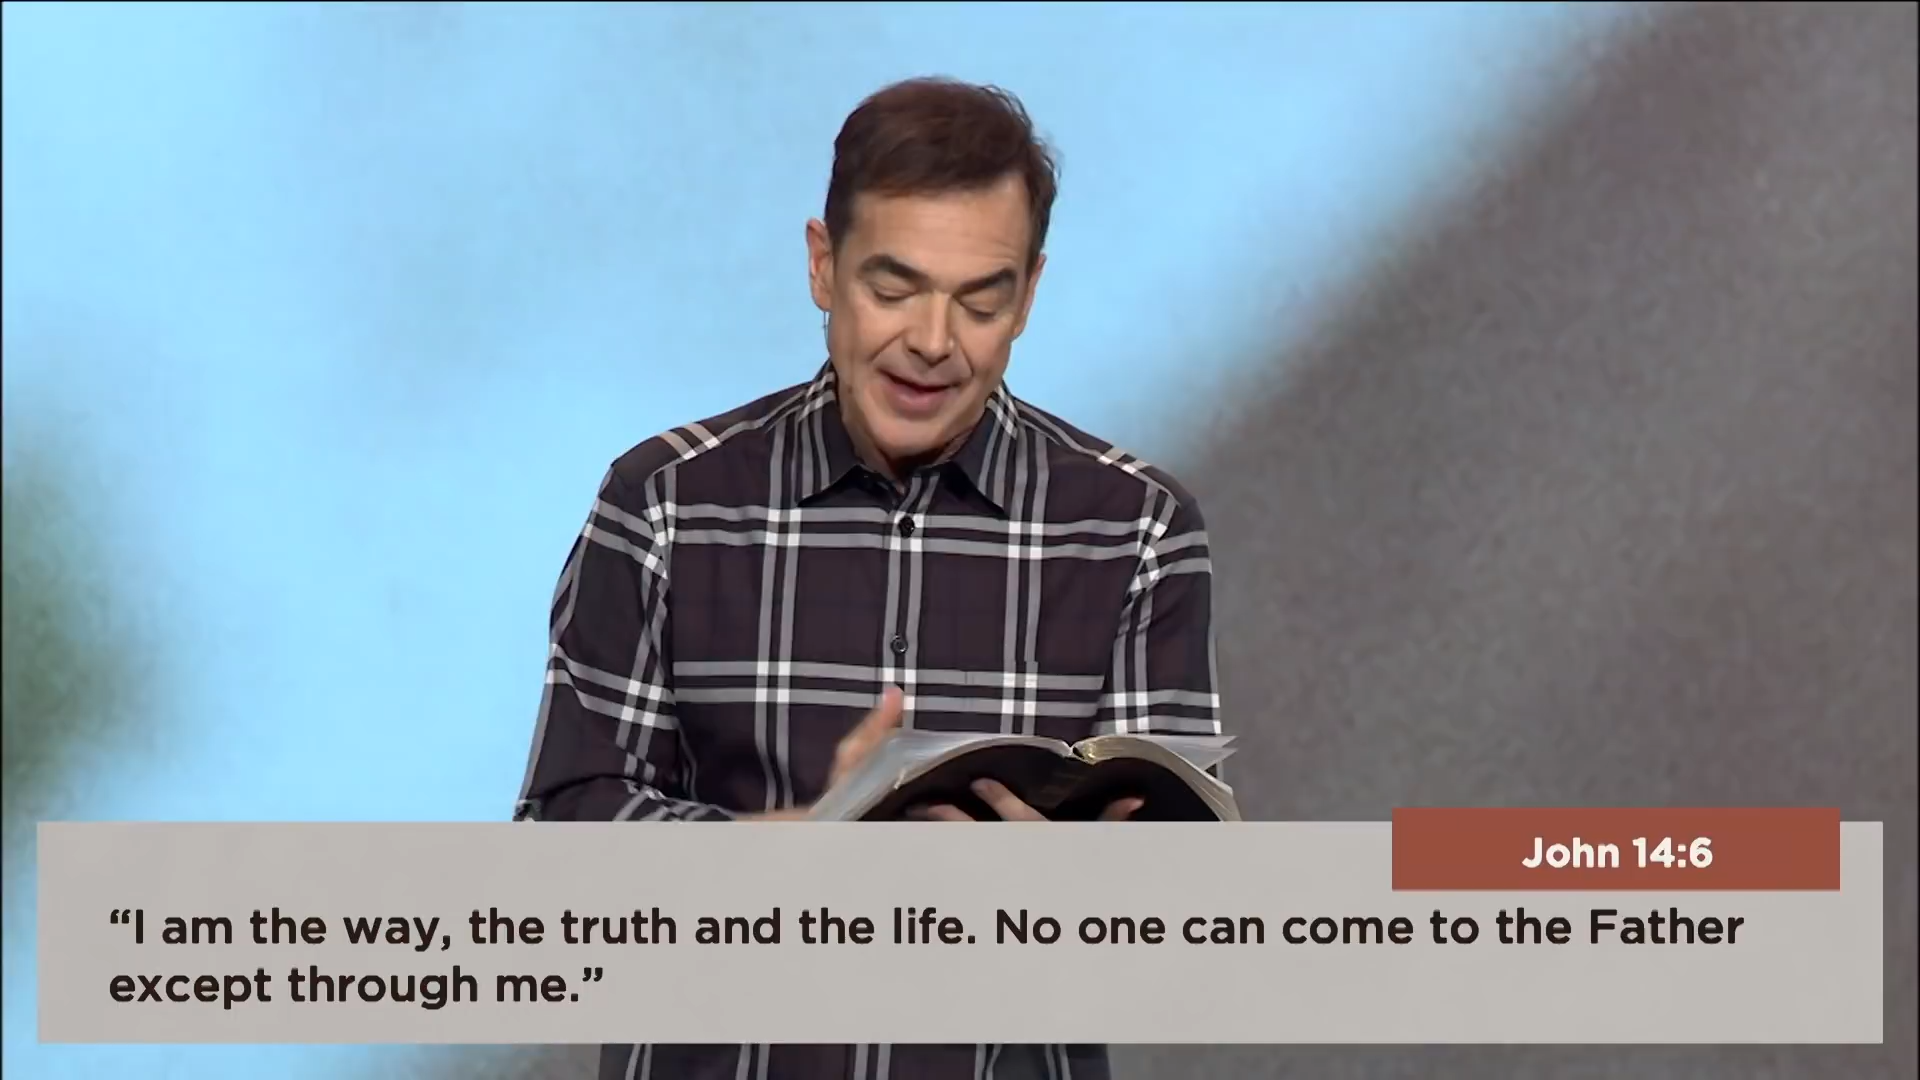 John 14:6
“I am the way, the truth and the life. No one can come to the Father
except through me.”